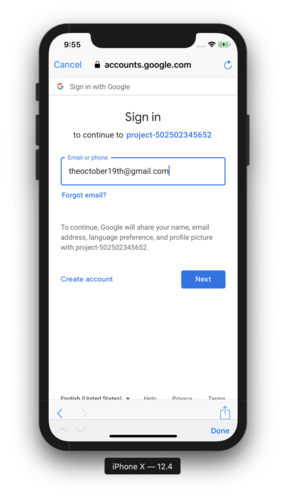 9:55
Cancel accounts.google.com
Sign in with Google
Sign in
to continue to project-502502345652
Email or phone
theoctober19th@gmail.com
Forgot email?
To continue, Google will share your name, email
address, language preference, and profile picture
with project-502502345652.
Create account Next
English (United States) Help Privacy Terms
Done
iPhone X — 12.4